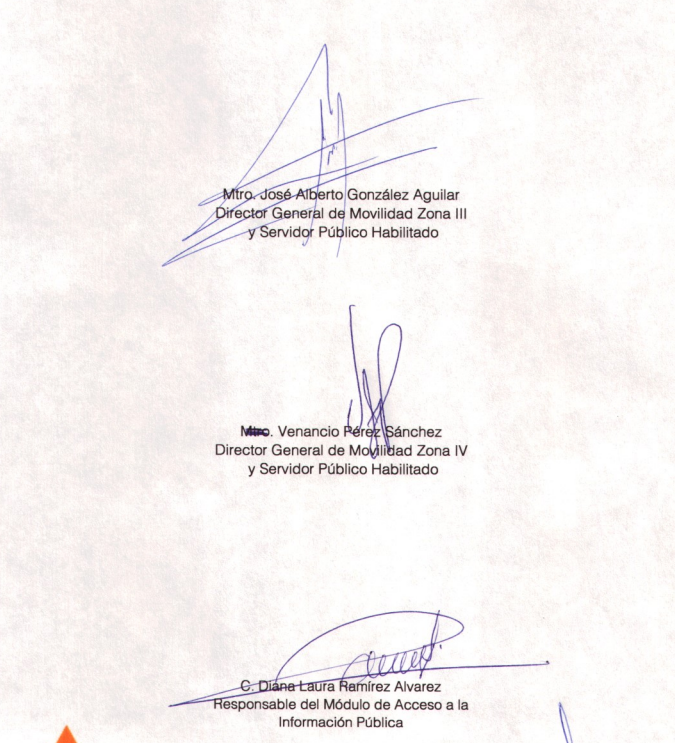 Mtro. José Alberto González Aguilar
Director General de Movilidad Zona III
y Servidor Público Habilitado
Mtro. Venancio Pérez Sánchez
Director General de Movilidad Zona IV
y Servidor Público Habilitado
C. Diana Laura Ramírez Alvarez
Responsable del Módulo de Acceso a la
Información Pública